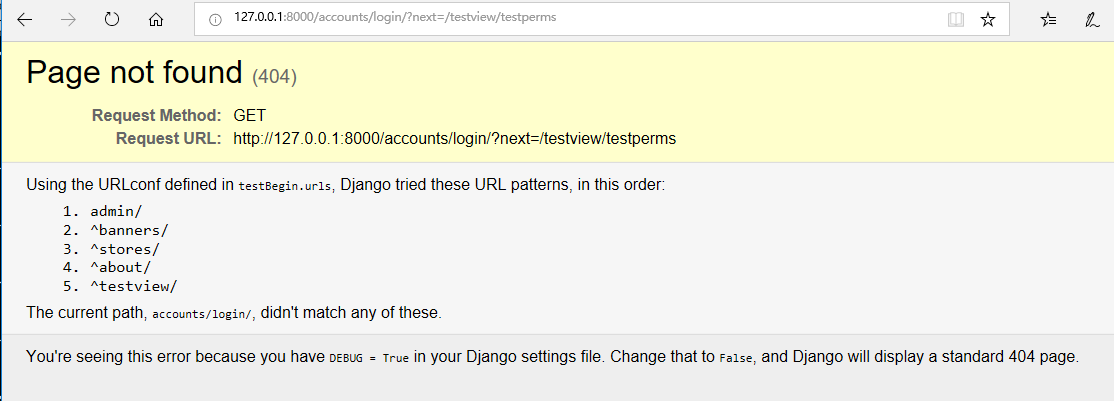 127.0.0.1:8000/accounts/login/?next=/testview/testperms
Page not found (404)
Request Method: GET
Request URL: http://127.0.0.1:8000/accounts/login/?next=/testview/testperms
Using the URLconf defined in testBegin.urls, Django tried these URL patterns, in this order:
1. admin/
2. ^banners/
3. ^stores/
4. ^about/
5. ^testview/
The current path, accounts/login/, didn't match any of these.
You're seeing this error because you have DEBUG = True in your Django settings file. Change that to False, and Django will display a standard 404 page.